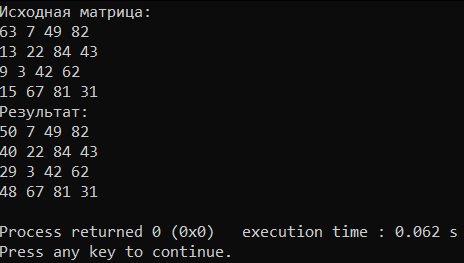 Исходная матрица:
63 7 49 82
13 22 84 43
9 3 42 62
15 67 81 31
Результат:
50 7 49 82
40 22 84 43
29 3 42 62
48 67 81 31
Process returned 0 (0x0)   execution time : 0.062 s
Press any key to continue.